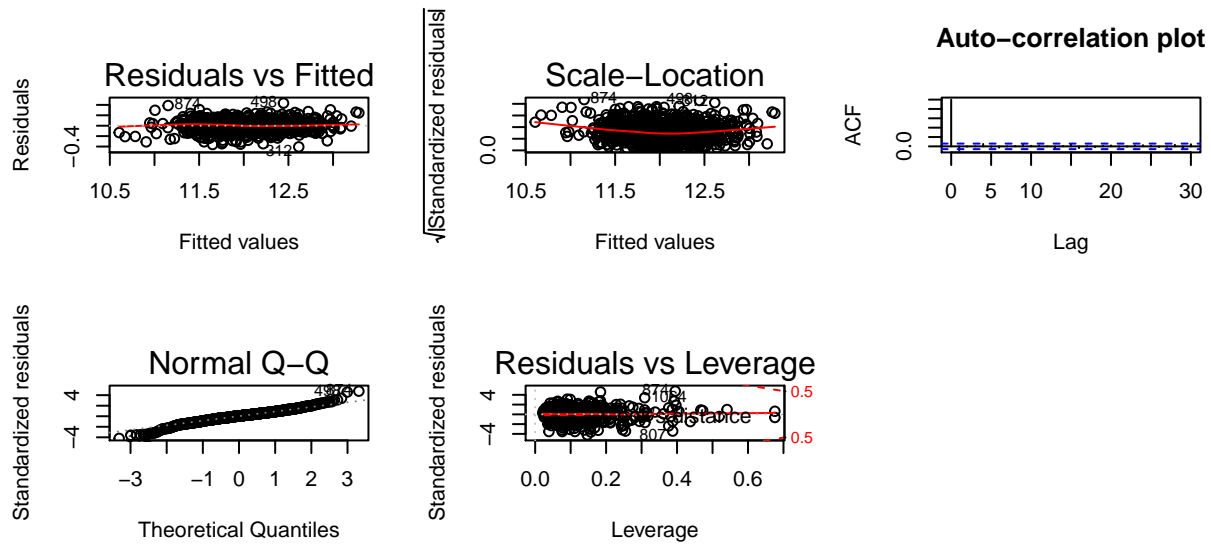 Residuals vs Fitted
Residuals
−0.4
874
498
312
10.5 11.5 12.5
Fitted values
Scale−Location
√|Standardized residuals|
0.0
874
498
312
10.5 11.5 12.5
Fitted values
Auto−correlation plot
ACF
0.0
0 5 10 20 30
Lag
Normal Q−Q
Standardized residuals
−4 4
874
−3 −1 0 1 2 3
Theoretical Quantiles
Residuals vs Leverage
Standardized residuals
−4 4
874
807
0.5
0.5
0.0 0.2 0.4 0.6
Leverage